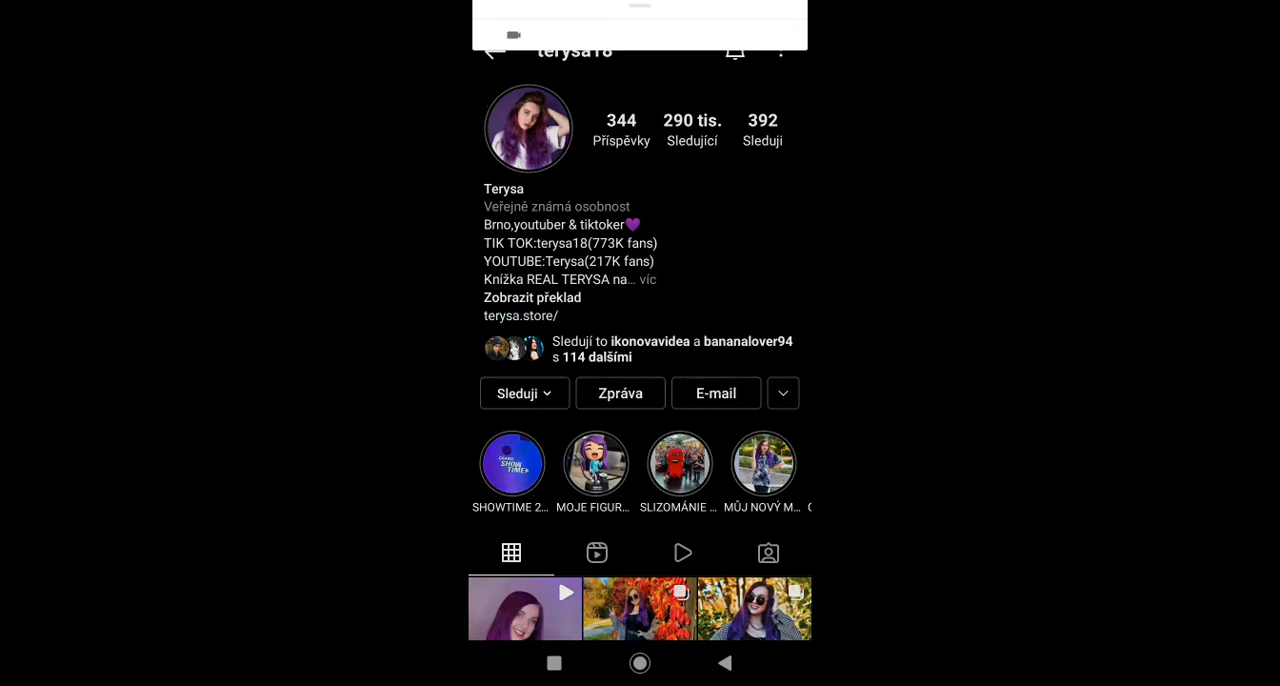 terysa18
344 290 tis. 392
Příspěvky Sledující Sleduji
Terysa
Veřejně známá osobnost
Brno,youtuber & tiktoker💜
TIK TOK:terysa18(773K fans)
YOUTUBE:Terysa(217K fans)
Knížka REAL TERYSA na... víc
Zobrazit překlad
terysa.store/
Sledují to ikonovavidea a bananalover94
s 114 dalšími
Sleduji Zpráva E-mail
SHOW TIME
SHOWTIME 2... MOJE FIGUR... SLIZOMÁNIE ... MŮJ NOVÝ M...